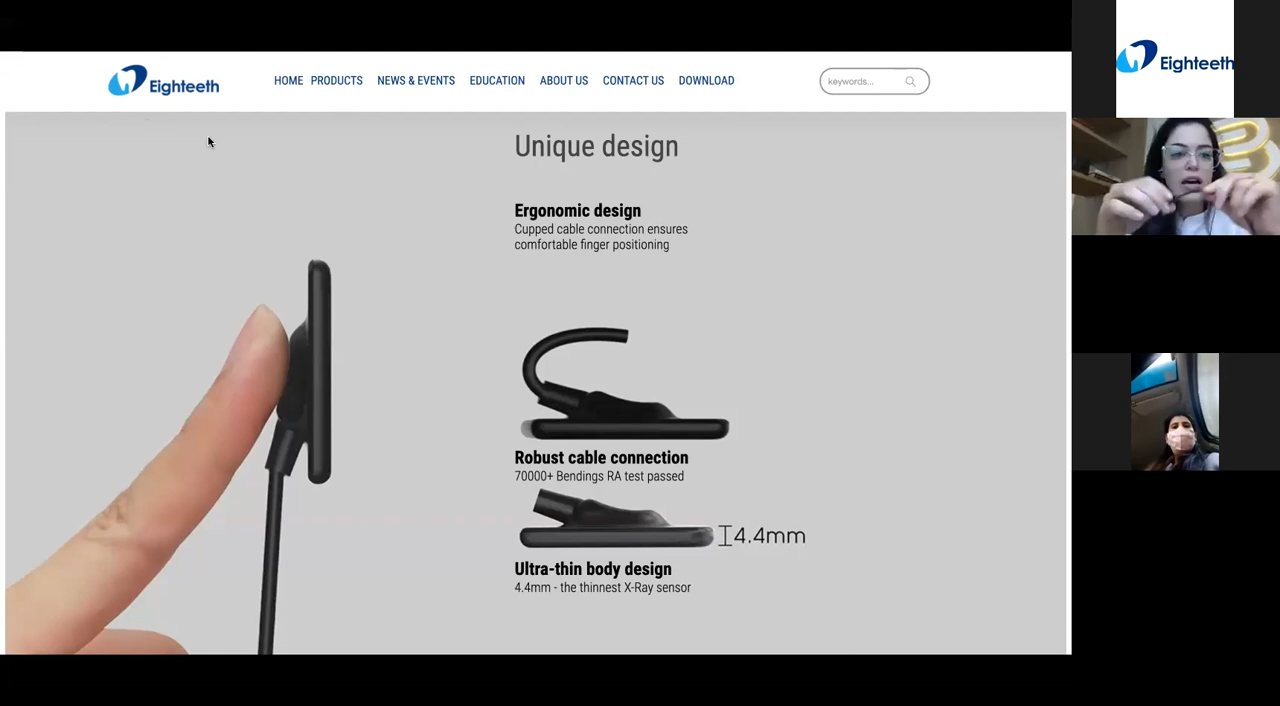 Eighteeth
HOME PRODUCTS NEWS & EVENTS EDUCATION ABOUT US CONTACT US DOWNLOAD
keywords...
Eighteeth
Unique design
Ergonomic design
Cupped cable connection ensures
comfortable finger positioning
Robust cable connection
70000+ Bendings RA test passed
4.4mm
Ultra-thin body design
4.4mm - the thinnest X-Ray sensor